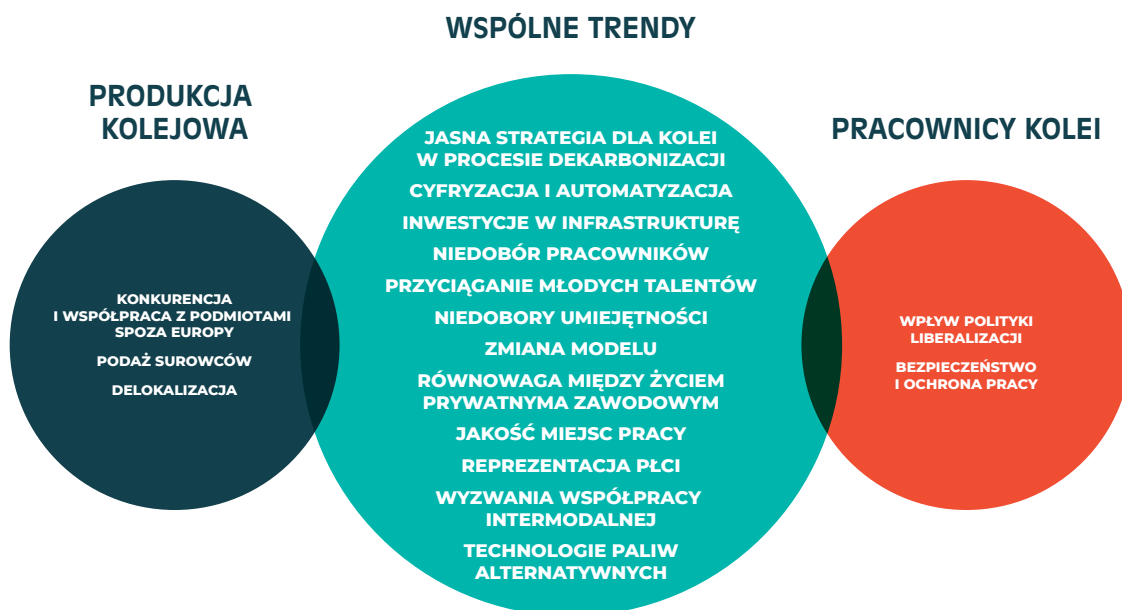 WSPÓLNE TRENDY
PRODUKCJA
KOLEJOWA
KONKURENCJA
I WSPÓŁPRACA Z PODMIOTAMI
SPOZA EUROPY
PODAŻ SUROWCÓW
DELOKALIZACJA
JASNA STRATEGIA DLA KOLEI
W PROCESIE DEKARBONIZACJI
CYFRYZACJA I AUTOMATYZACJA
INWESTYCJE W INFRASTRUKTURĘ
NIEDOBÓR PRACOWNIKÓW
PRZYCIĄGANIE MŁODYCH TALENTÓW
NIEDOBORY UMIEJĘTNOŚCI
ZMIANA MODELU
RÓWNOWAGA MIĘDZY ŻYCIEM
PRYWATNYMA ZAWODOWYM
JAKOŚĆ MIEJSC PRACY
REPREZENTACJA PŁCI
WYZWANIA WSPÓŁPRACY
INTERMODALNEJ
TECHNOLOGIE PALIW
ALTERNATYWNYCH
PRACOWNICY KOLEI
WPŁYW POLITYKI
LIBERALIZACJI
BEZPIECZEŃSTWO
I OCHRONA PRACY